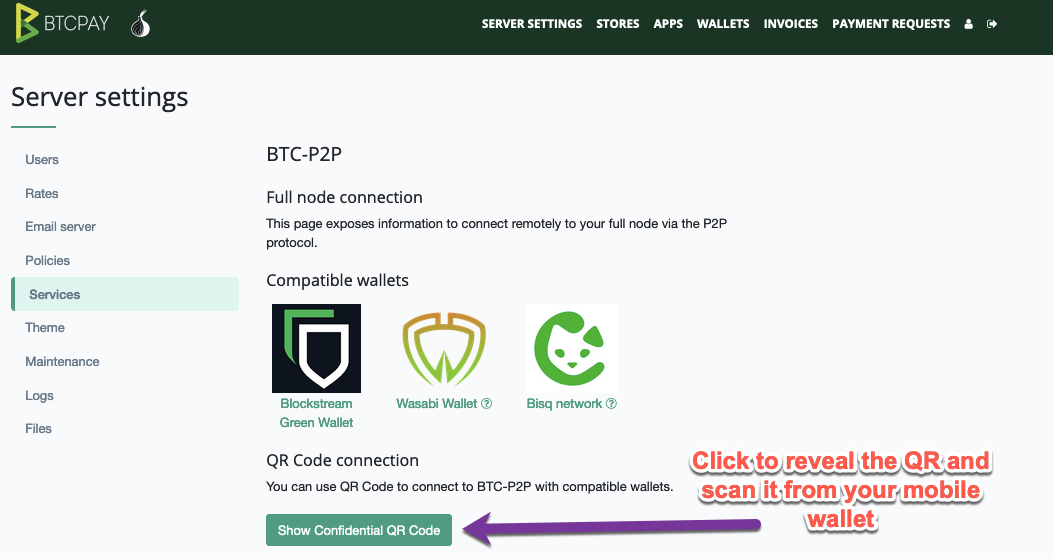 BTCPAY
SERVER SETTINGS STORES APPS WALLETS INVOICES PAYMENT REQUESTS
Server settings
Users
Rates
Email server
Policies
Services
Theme
Maintenance
Logs
Files
BTC-P2P
Full node connection
This page exposes information to connect remotely to your full node via the P2P
protocol.
Compatible wallets
Blockstream
Green Wallet
Wasabi Wallet ?
Bisq network ?
QR Code connection
You can use QR Code to connect to BTC-P2P with compatible wallets.
Show Confidential QR Code
Click to reveal the QR and
scan it from your mobile
wallet